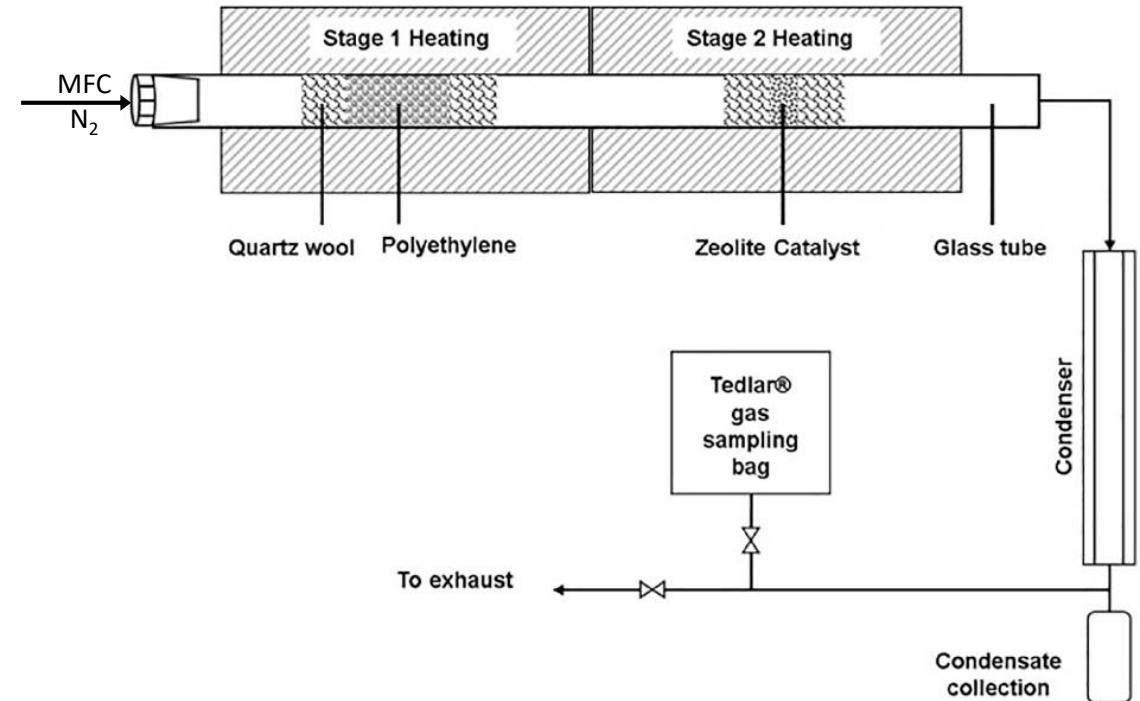 Stage 1 Heating
Stage 2 Heating
MFC
N₂
Quartz wool
Polyethylene
Zeolite Catalyst
Glass tube
Condenser
Tedlar®
gas
sampling
bag
To exhaust
Condensate
collection